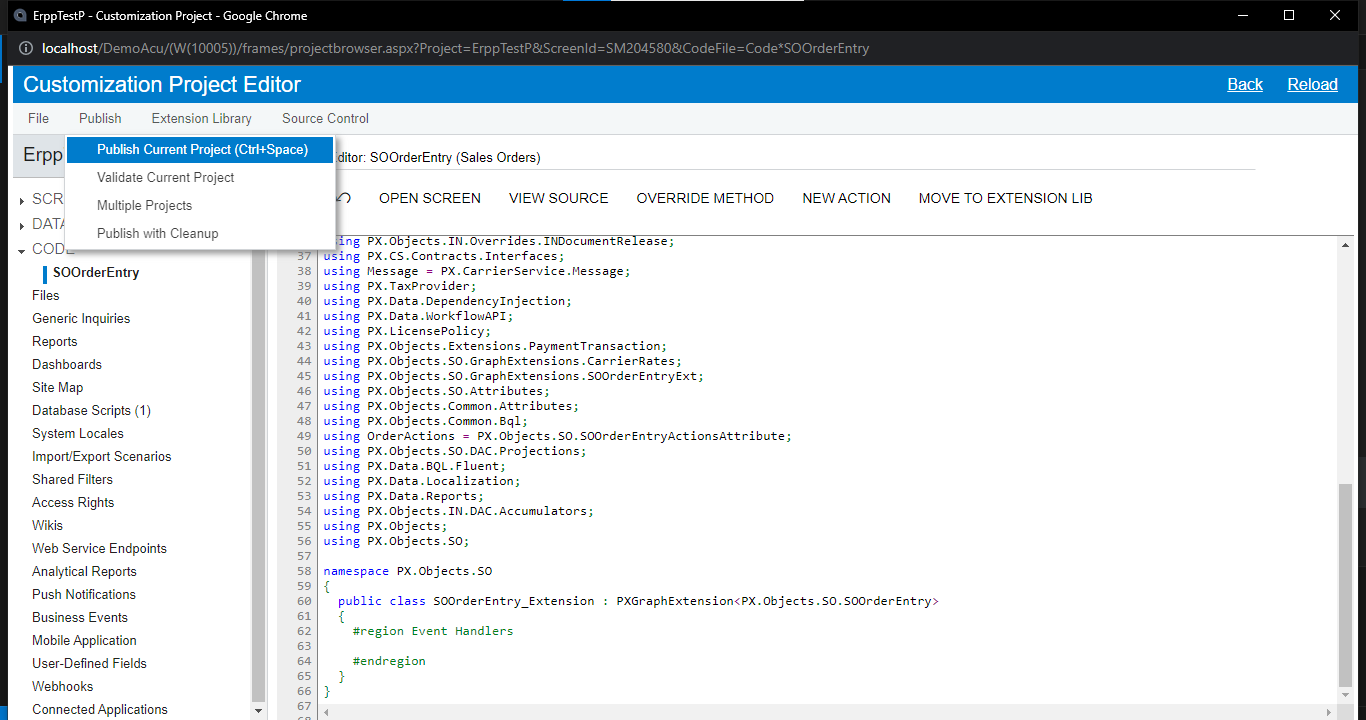 ErppTestP - Customization Project - Google Chrome
localhost/DemoAcu/(W(10005))/frames/projectbrowser.aspx?Project=ErppTestP&ScreenId=SM204580&CodeFile=Code*SOOrderEntry
Customization Project Editor
Back
Reload
File
Publish
Extension Library
Source Control
Erpp
Publish Current Project (Ctrl+Space)
Validate Current Project
Multiple Projects
Publish with Cleanup
ditor: SOOrderEntry (Sales Orders)
OPEN SCREEN
VIEW SOURCE
OVERRIDE METHOD
NEW ACTION
MOVE TO EXTENSION LIB
SCR
DATA
CODE
SOOrderEntry
Files
Generic Inquiries
Reports
Dashboards
Site Map
Database Scripts (1)
System Locales
Import/Export Scenarios
Shared Filters
Access Rights
Wikis
Web Service Endpoints
Analytical Reports
Push Notifications
Business Events
Mobile Application
User-Defined Fields
Webhooks
Connected Applications
ing PX.Objects.IN.Overrides.INDocumentRelease;
37 using PX.CS.Contracts.Interfaces;
38 using Message = PX.CarrierService.Message;
39 using PX.TaxProvider;
40 using PX.Data.DependencyInjection;
41 using PX.Data.WorkflowAPI;
42 using PX.LicensePolicy;
43 using PX.Objects.Extensions.PaymentTransaction;
44 using PX.Objects.SO.GraphExtensions.CarrierRates;
45 using PX.Objects.SO.GraphExtensions.SOOrderEntryExt;
46 using PX.Objects.SO.Attributes;
47 using PX.Objects.Common.Attributes;
48 using PX.Objects.Common.Bql;
49 using OrderActions = PX.Objects.SO.SOOrderEntryActionsAttribute;
50 using PX.Objects.SO.DAC.Projections;
51 using PX.Data.BQL.Fluent;
52 using PX.Data.Localization;
53 using PX.Data.Reports;
54 using PX.Objects.IN.DAC.Accumulators;
55 using PX.Objects;
56 using PX.Objects.SO;
57
58 namespace PX.Objects.SO
59 {
60 public class SOOrderEntry_Extension : PXGraphExtension<PX.Objects.SO.SOOrderEntry>
61 {
62 #region Event Handlers
63
64 #endregion
65 }
66 }
67